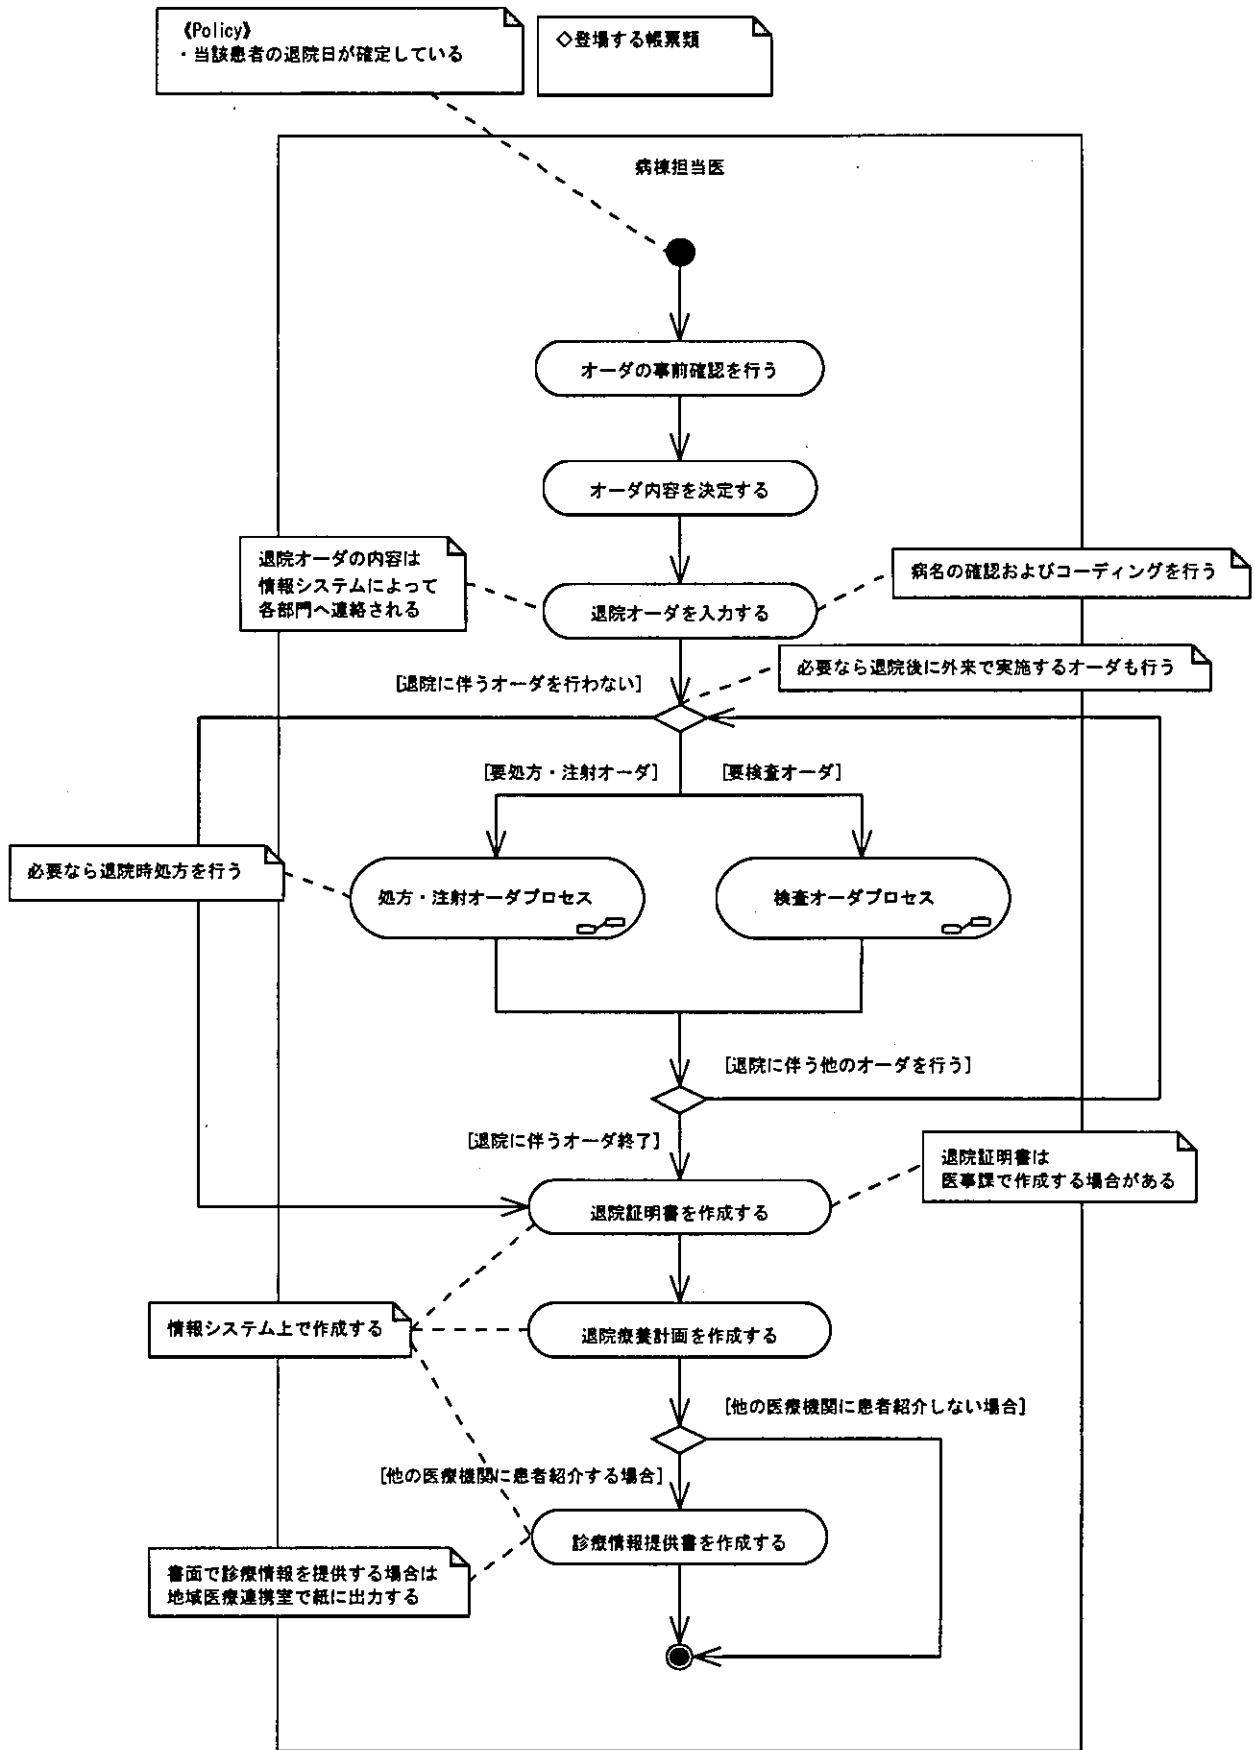 《Policy》
・当該患者の退院日が確定している
◇登場する帳票類
病棟担当医
オーダの事前確認を行う
オーダ内容を決定する
退院オーダの内容は
情報システムによって
各部門へ連絡される
病名の確認およびコーディングを行う
退院オーダを入力する
必要なら退院後に外来で実施するオーダも行う
[退院に伴うオーダを行わない]
[要処方・注射オーダ]
[要検査オーダ]
必要なら退院時処方を行う
処方・注射オーダプロセス
検査オーダプロセス
[退院に伴う他のオーダを行う]
[退院に伴うオーダ終了]
退院証明書は
医事課で作成する場合がある
退院証明書を作成する
情報システム上で作成する
退院療養計画を作成する
[他の医療機関に患者紹介しない場合]
[他の医療機関に患者紹介する場合]
診療情報提供書を作成する
書面で診療情報を提供する場合は
地域医療連携室で紙に出力する